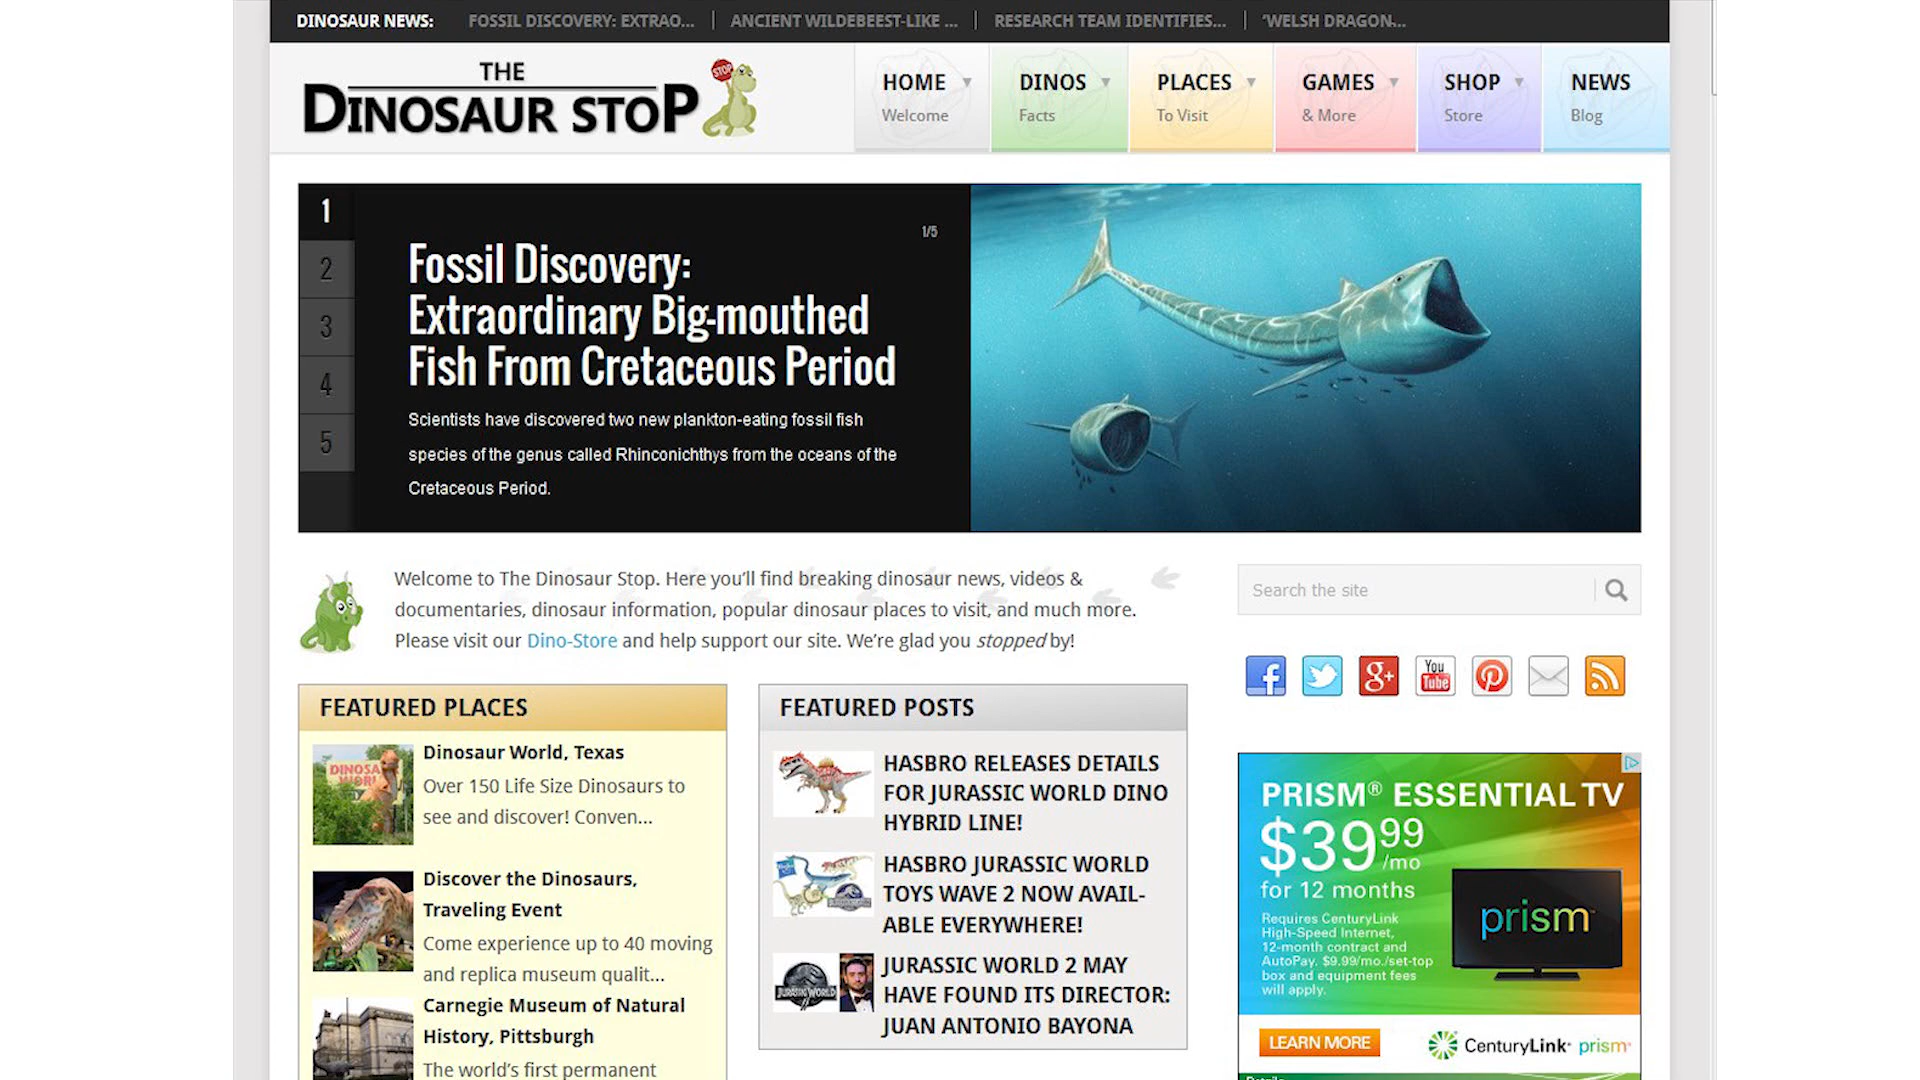 DINOSAUR NEWS: FOSSIL DISCOVERY: EXTRAO... ANCIENT WILDEBEEST-LIKE ... RESEARCH TEAM IDENTIFIES... 'WELSH DRAGON...
THE
DINOSAUR STOP
STOP
HOME
Welcome
DINOS
Facts
PLACES
To Visit
GAMES
& More
SHOP
Store
NEWS
Blog
1
2
3
4
5
1/5
Fossil Discovery:
Extraordinary Big-mouthed
Fish From Cretaceous Period
Scientists have discovered two new plankton-eating fossil fish
species of the genus called Rhinconichthys from the oceans of the
Cretaceous Period.
Welcome to The Dinosaur Stop. Here you'll find breaking dinosaur news, videos &
documentaries, dinosaur information, popular dinosaur places to visit, and much more.
Please visit our Dino-Store and help support our site. We're glad you stopped by!
Search the site
You
Tube
FEATURED PLACES
Dinosaur World, Texas
Over 150 Life Size Dinosaurs to
see and discover! Conven...
Discover the Dinosaurs,
Traveling Event
Come experience up to 40 moving
and replica museum qualit...
Carnegie Museum of Natural
History, Pittsburgh
The world's first permanent
FEATURED POSTS
HASBRO RELEASES DETAILS
FOR JURASSIC WORLD DINO
HYBRID LINE!
HASBRO JURASSIC WORLD
TOYS WAVE 2 NOW AVAIL-
ABLE EVERYWHERE!
JURASSIC WORLD
JURASSIC WORLD 2 MAY
HAVE FOUND ITS DIRECTOR:
JUAN ANTONIO BAYONA
PRISM® ESSENTIAL TV
$3999/mo
for 12 months
Requires CenturyLink
High-Speed Internet,
12-month contract and
AutoPay. $9.99/mo./set-top
box and equipment fees
will apply.
prism
LEARN MORE
CenturyLink® prism™